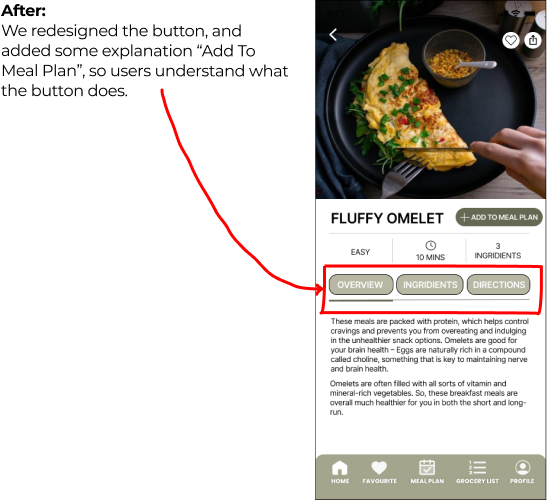 After:
We redesigned the button, and
added some explanation “Add To
Meal Plan”, so users understand what
the button does.
FLUFFY OMELET
+ ADD TO MEAL PLAN
EASY
10 MINS
3
INGRIDIENTS
OVERVIEW
INGRIDIENTS
DIRECTIONS
These meals are packed with protein, which helps control
cravings and prevents you from overeating and indulging
in the unhealthier snack options. Omelets are good for
your brain health – Eggs are naturally rich in a compound
called choline, something that is key to maintaining nerve
and brain health.
Omelets are often filled with all sorts of vitamin and
mineral-rich vegetables. So, these breakfast meals are
overall much healthier for you in both the short and long-
run.
HOME
FAVOURITE
MEAL PLAN
GROCERY LIST
PROFILE